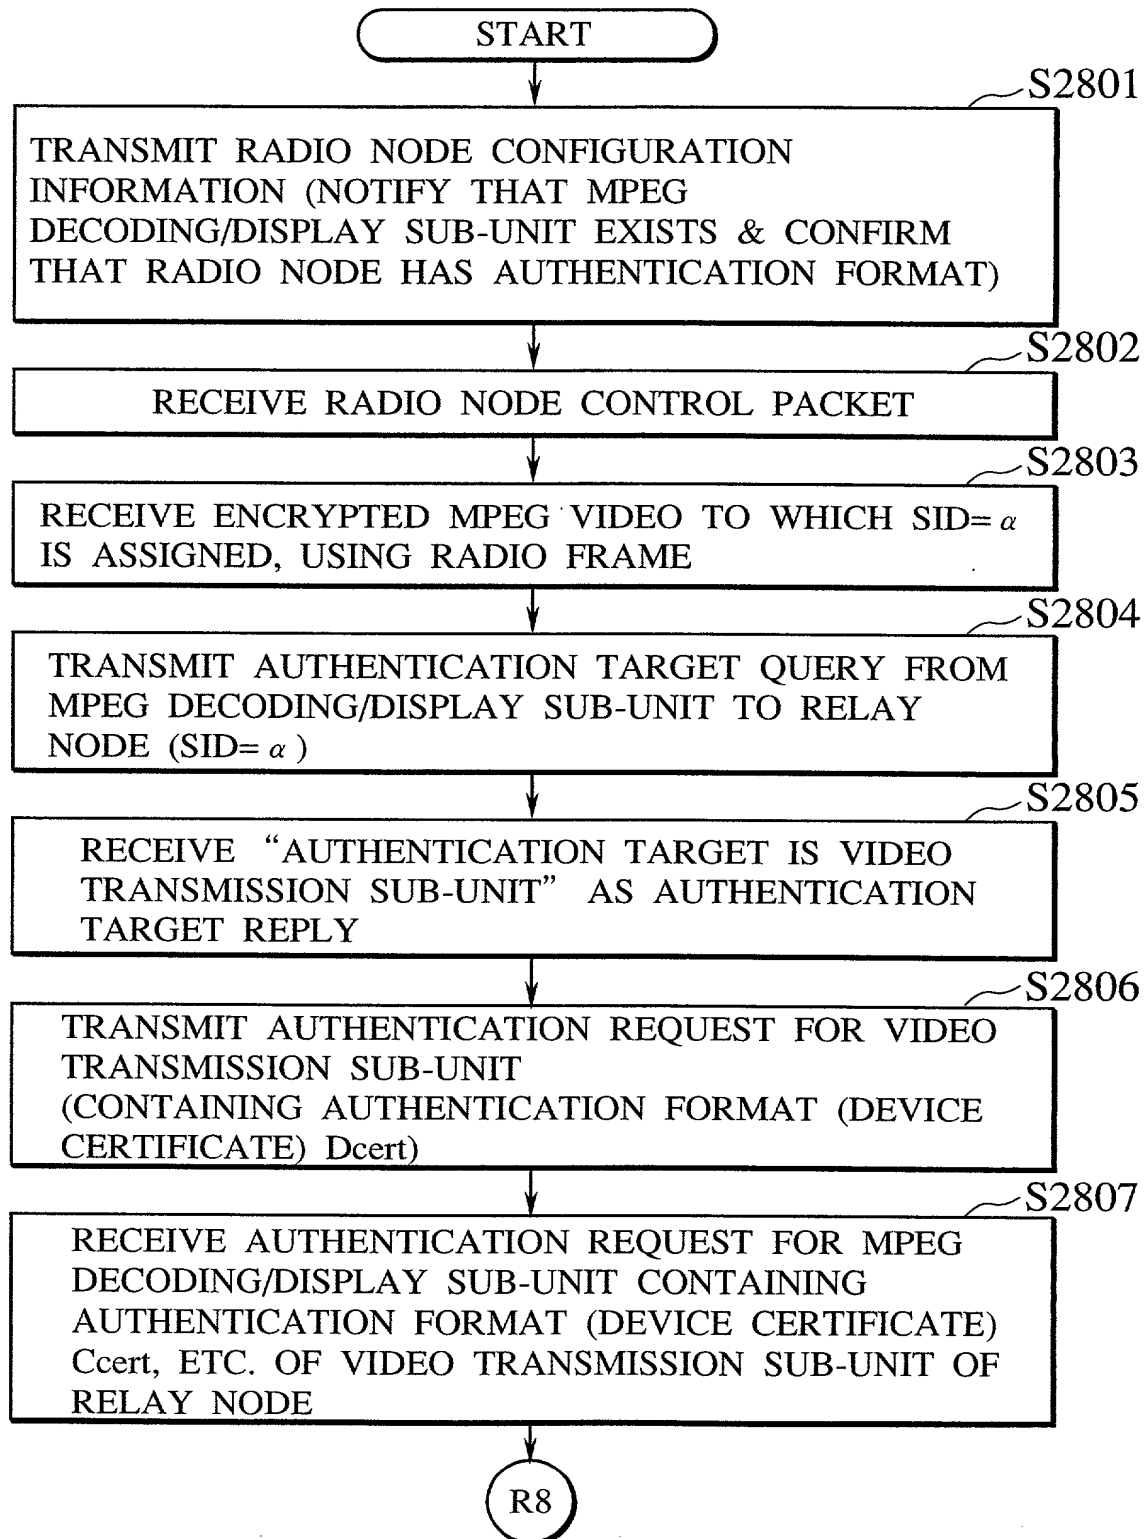 START
S2801
TRANSMIT RADIO NODE CONFIGURATION
INFORMATION (NOTIFY THAT MPEG
DECODING/DISPLAY SUB-UNIT EXISTS & CONFIRM
THAT RADIO NODE HAS AUTHENTICATION FORMAT)
S2802
RECEIVE RADIO NODE CONTROL PACKET
S2803
RECEIVE ENCRYPTED MPEG VIDEO TO WHICH SID= α
IS ASSIGNED, USING RADIO FRAME
S2804
TRANSMIT AUTHENTICATION TARGET QUERY FROM
MPEG DECODING/DISPLAY SUB-UNIT TO RELAY
NODE (SID= α )
S2805
RECEIVE “AUTHENTICATION TARGET IS VIDEO
TRANSMISSION SUB-UNIT” AS AUTHENTICATION
TARGET REPLY
S2806
TRANSMIT AUTHENTICATION REQUEST FOR VIDEO
TRANSMISSION SUB-UNIT
(CONTAINING AUTHENTICATION FORMAT (DEVICE
CERTIFICATE) Dcert)
S2807
RECEIVE AUTHENTICATION REQUEST FOR MPEG
DECODING/DISPLAY SUB-UNIT CONTAINING
AUTHENTICATION FORMAT (DEVICE CERTIFICATE)
Ccert, ETC. OF VIDEO TRANSMISSION SUB-UNIT OF
RELAY NODE
R8